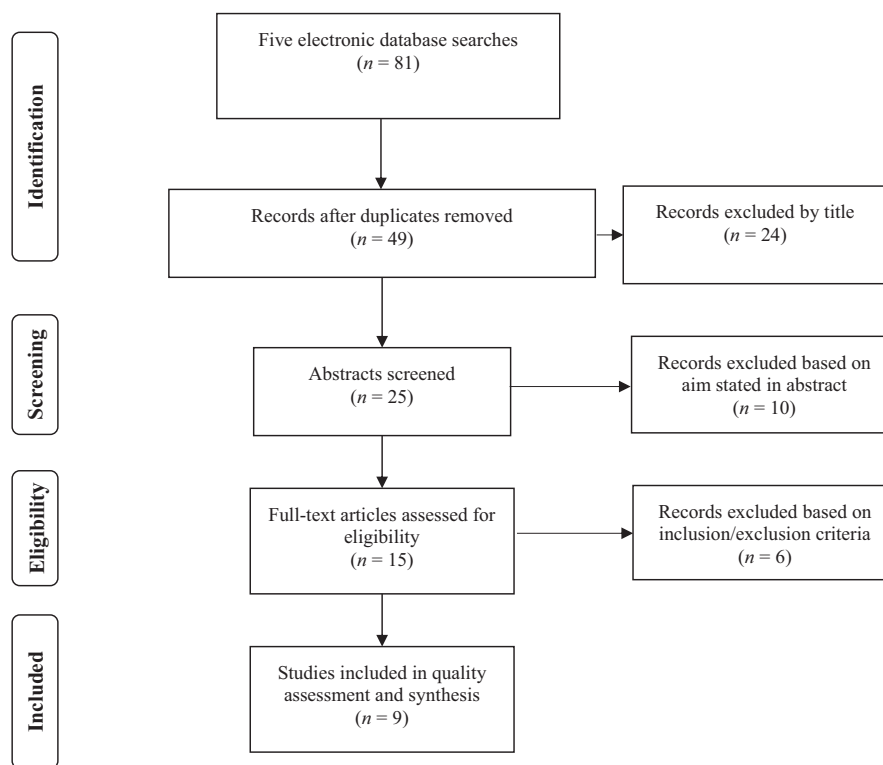 Identification
Five electronic database searches
(n = 81)
Records after duplicates removed
(n = 49)
Records excluded by title
(n = 24)
Screening
Abstracts screened
(n = 25)
Records excluded based on
aim stated in abstract
(n = 10)
Eligibility
Full-text articles assessed for
eligibility
(n = 15)
Records excluded based on
inclusion/exclusion criteria
(n = 6)
Included
Studies included in quality
assessment and synthesis
(n = 9)